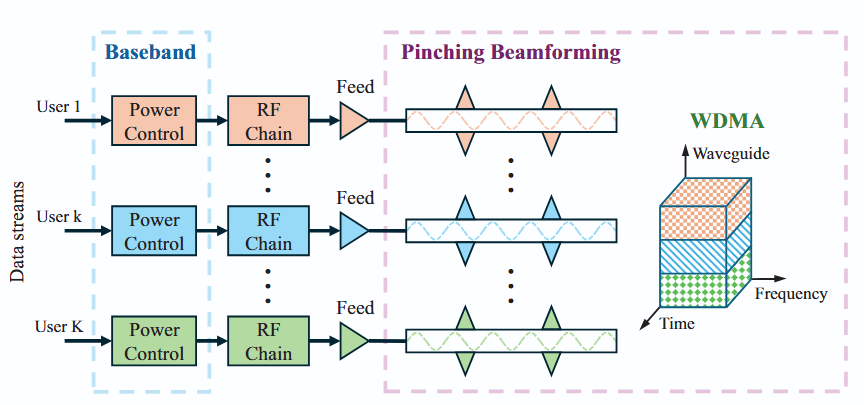 Baseband
Pinching Beamforming
Data streams
User 1
Power
Control
RF
Chain
Feed
User k
Power
Control
RF
Chain
Feed
User K
Power
Control
RF
Chain
Feed
WDMA
Waveguide
Frequency
Time